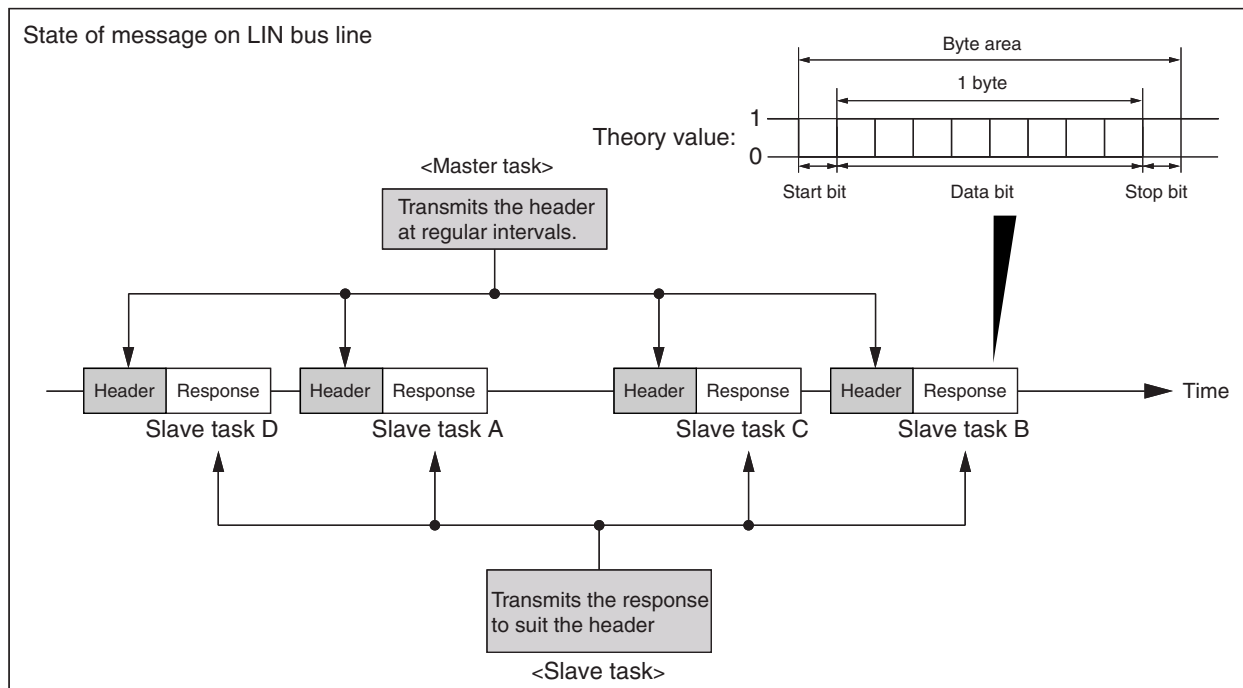 State of message on LIN bus line
Byte area
1 byte
1
Theory value:
0
Start bit
Data bit
Stop bit
<Master task>
Transmits the header
at regular intervals.
Header
Response
Header
Response
Header
Response
Header
Response
Time
Slave task D
Slave task A
Slave task C
Slave task B
Transmits the response
to suit the header
<Slave task>